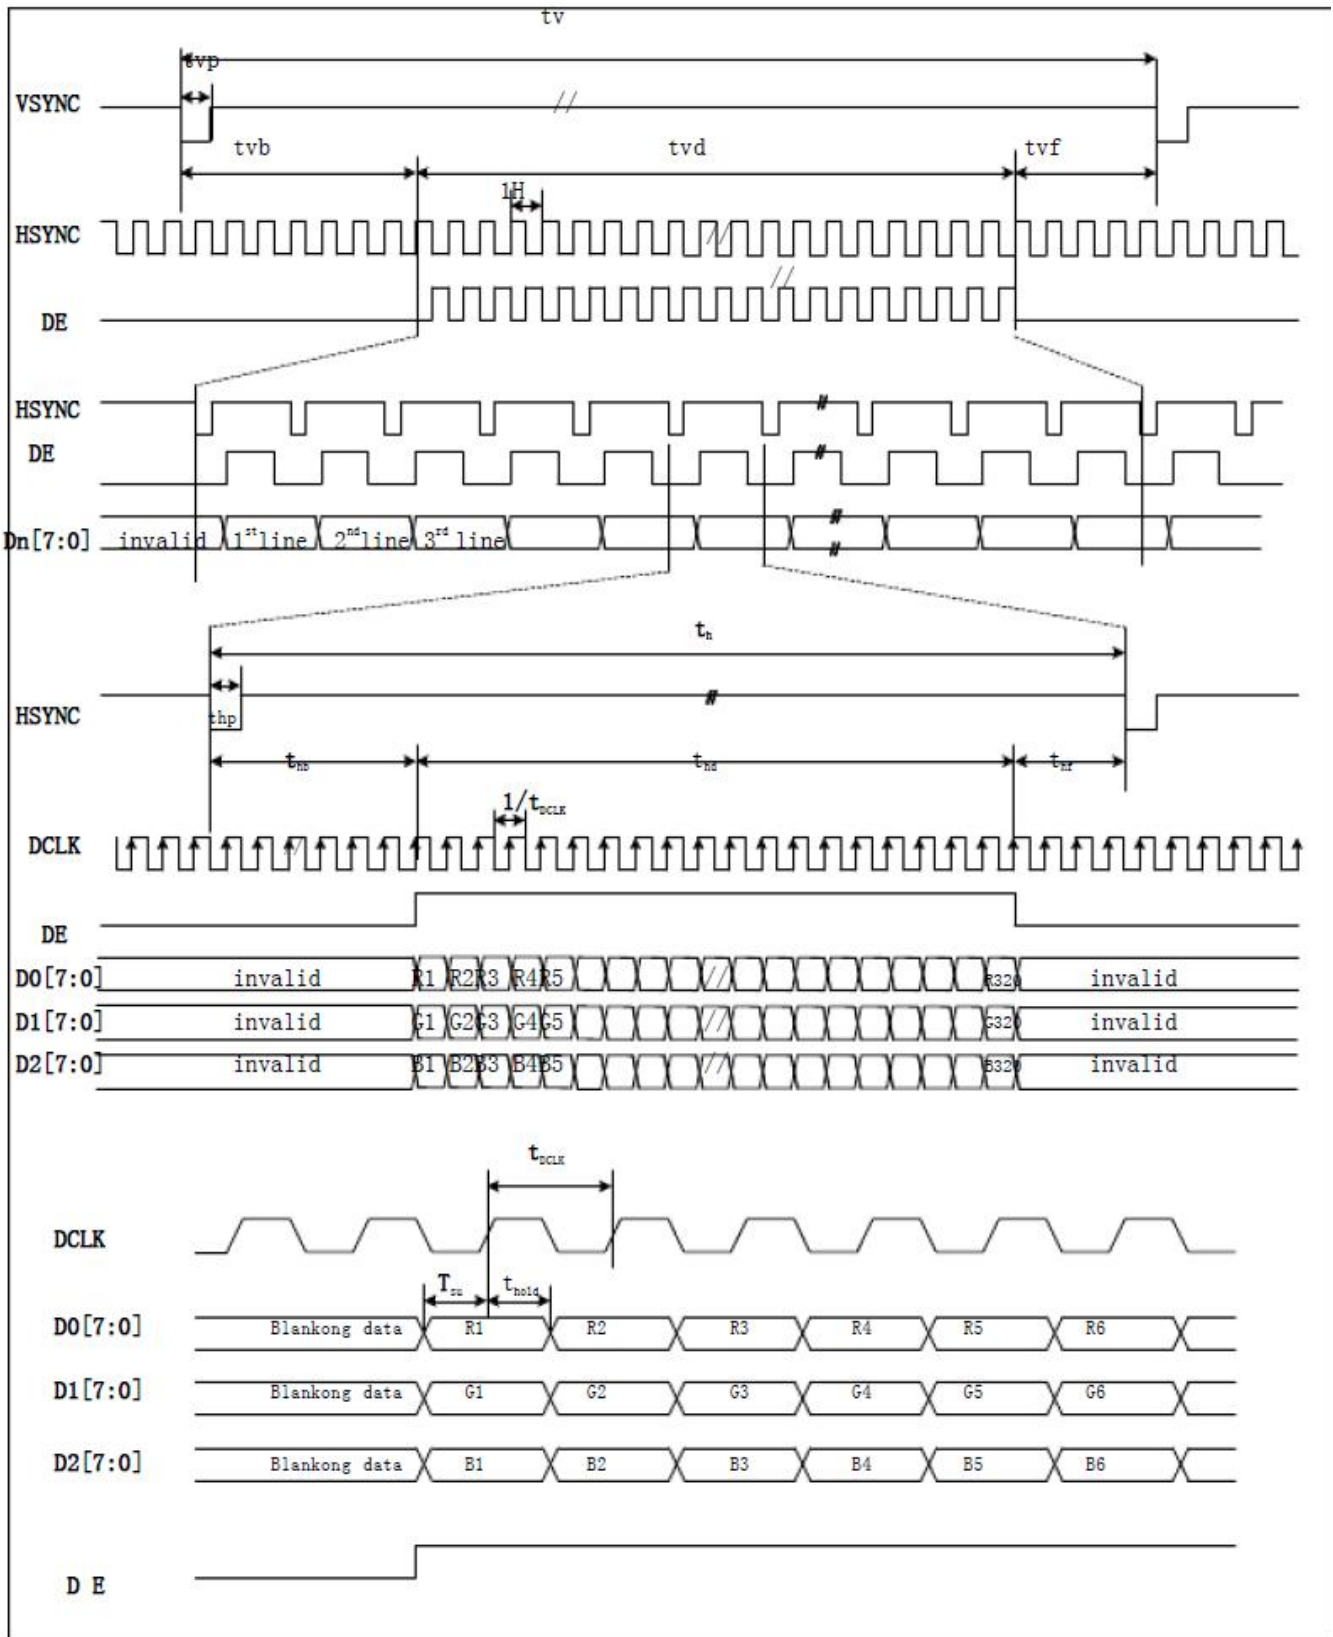 tv
tvp
VSYNC
tvb tvd tvf
1H
HSYNC
DE
HSYNC
DE
Dn[7:0] invalid 1st line 2nd line 3rd line
th
HSYNC
thp
thb thd thf
1/tDCLK
DCLK
DE
D0[7:0] invalid R1 R2 R3 R4 R5 R320 invalid
D1[7:0] invalid G1 G2 G3 G4 G5 G320 invalid
D2[7:0] invalid B1 B2 B3 B4 B5 B320 invalid
tDCLK
DCLK
Tsu thold
D0[7:0] Blankong data R1 R2 R3 R4 R5 R6
D1[7:0] Blankong data G1 G2 G3 G4 G5 G6
D2[7:0] Blankong data B1 B2 B3 B4 B5 B6
D E